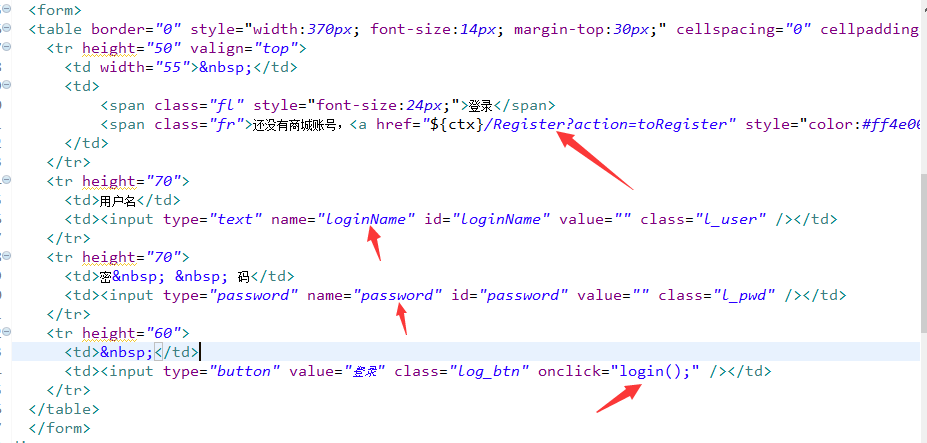 <form>
<table border="0" style="width:370px; font-size:14px; margin-top:30px;" cellspacing="0" cellpadding
<tr height="50" valign="top">
<td width="55">&nbsp;</td>
<td>
<span class="fl" style="font-size:24px;">登录</span>
<span class="fr">还没有商城账号，<a href="${ctx}/Register?action=toRegister" style="color:#ff4e00
</td>
</tr>
<tr height="70">
<td>用户名</td>
<td><input type="text" name="loginName" id="loginName" value="" class="l_user" /></td>
</tr>
<tr height="70">
<td>密&nbsp; &nbsp; 码</td>
<td><input type="password" name="password" id="password" value="" class="l_pwd" /></td>
</tr>
<tr height="60">
<td>&nbsp;</td>
<td><input type="button" value="登录" class="log_btn" onclick="login();" /></td>
</tr>
</table>
</form>